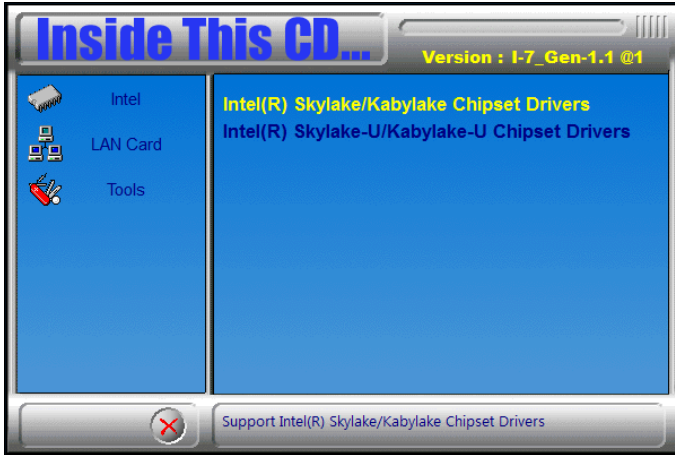 Inside This CD...
Version : I-7_Gen-1.1 @1
Intel
LAN Card
Tools
Intel(R) Skylake/Kabylake Chipset Drivers
Intel(R) Skylake-U/Kabylake-U Chipset Drivers
Support Intel(R) Skylake/Kabylake Chipset Drivers